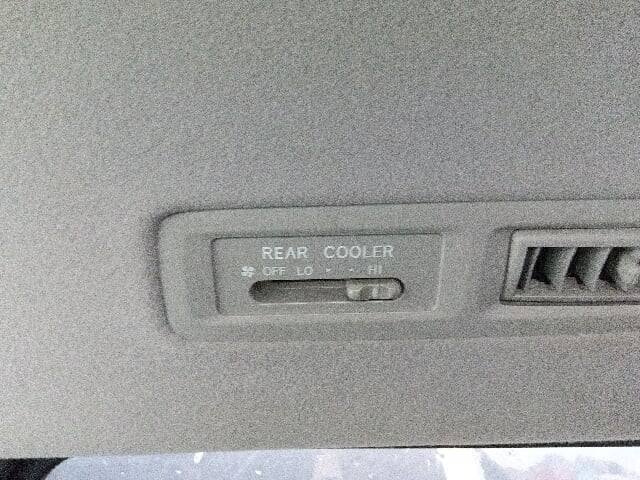 REAR COOLER
OFF LO • • HI